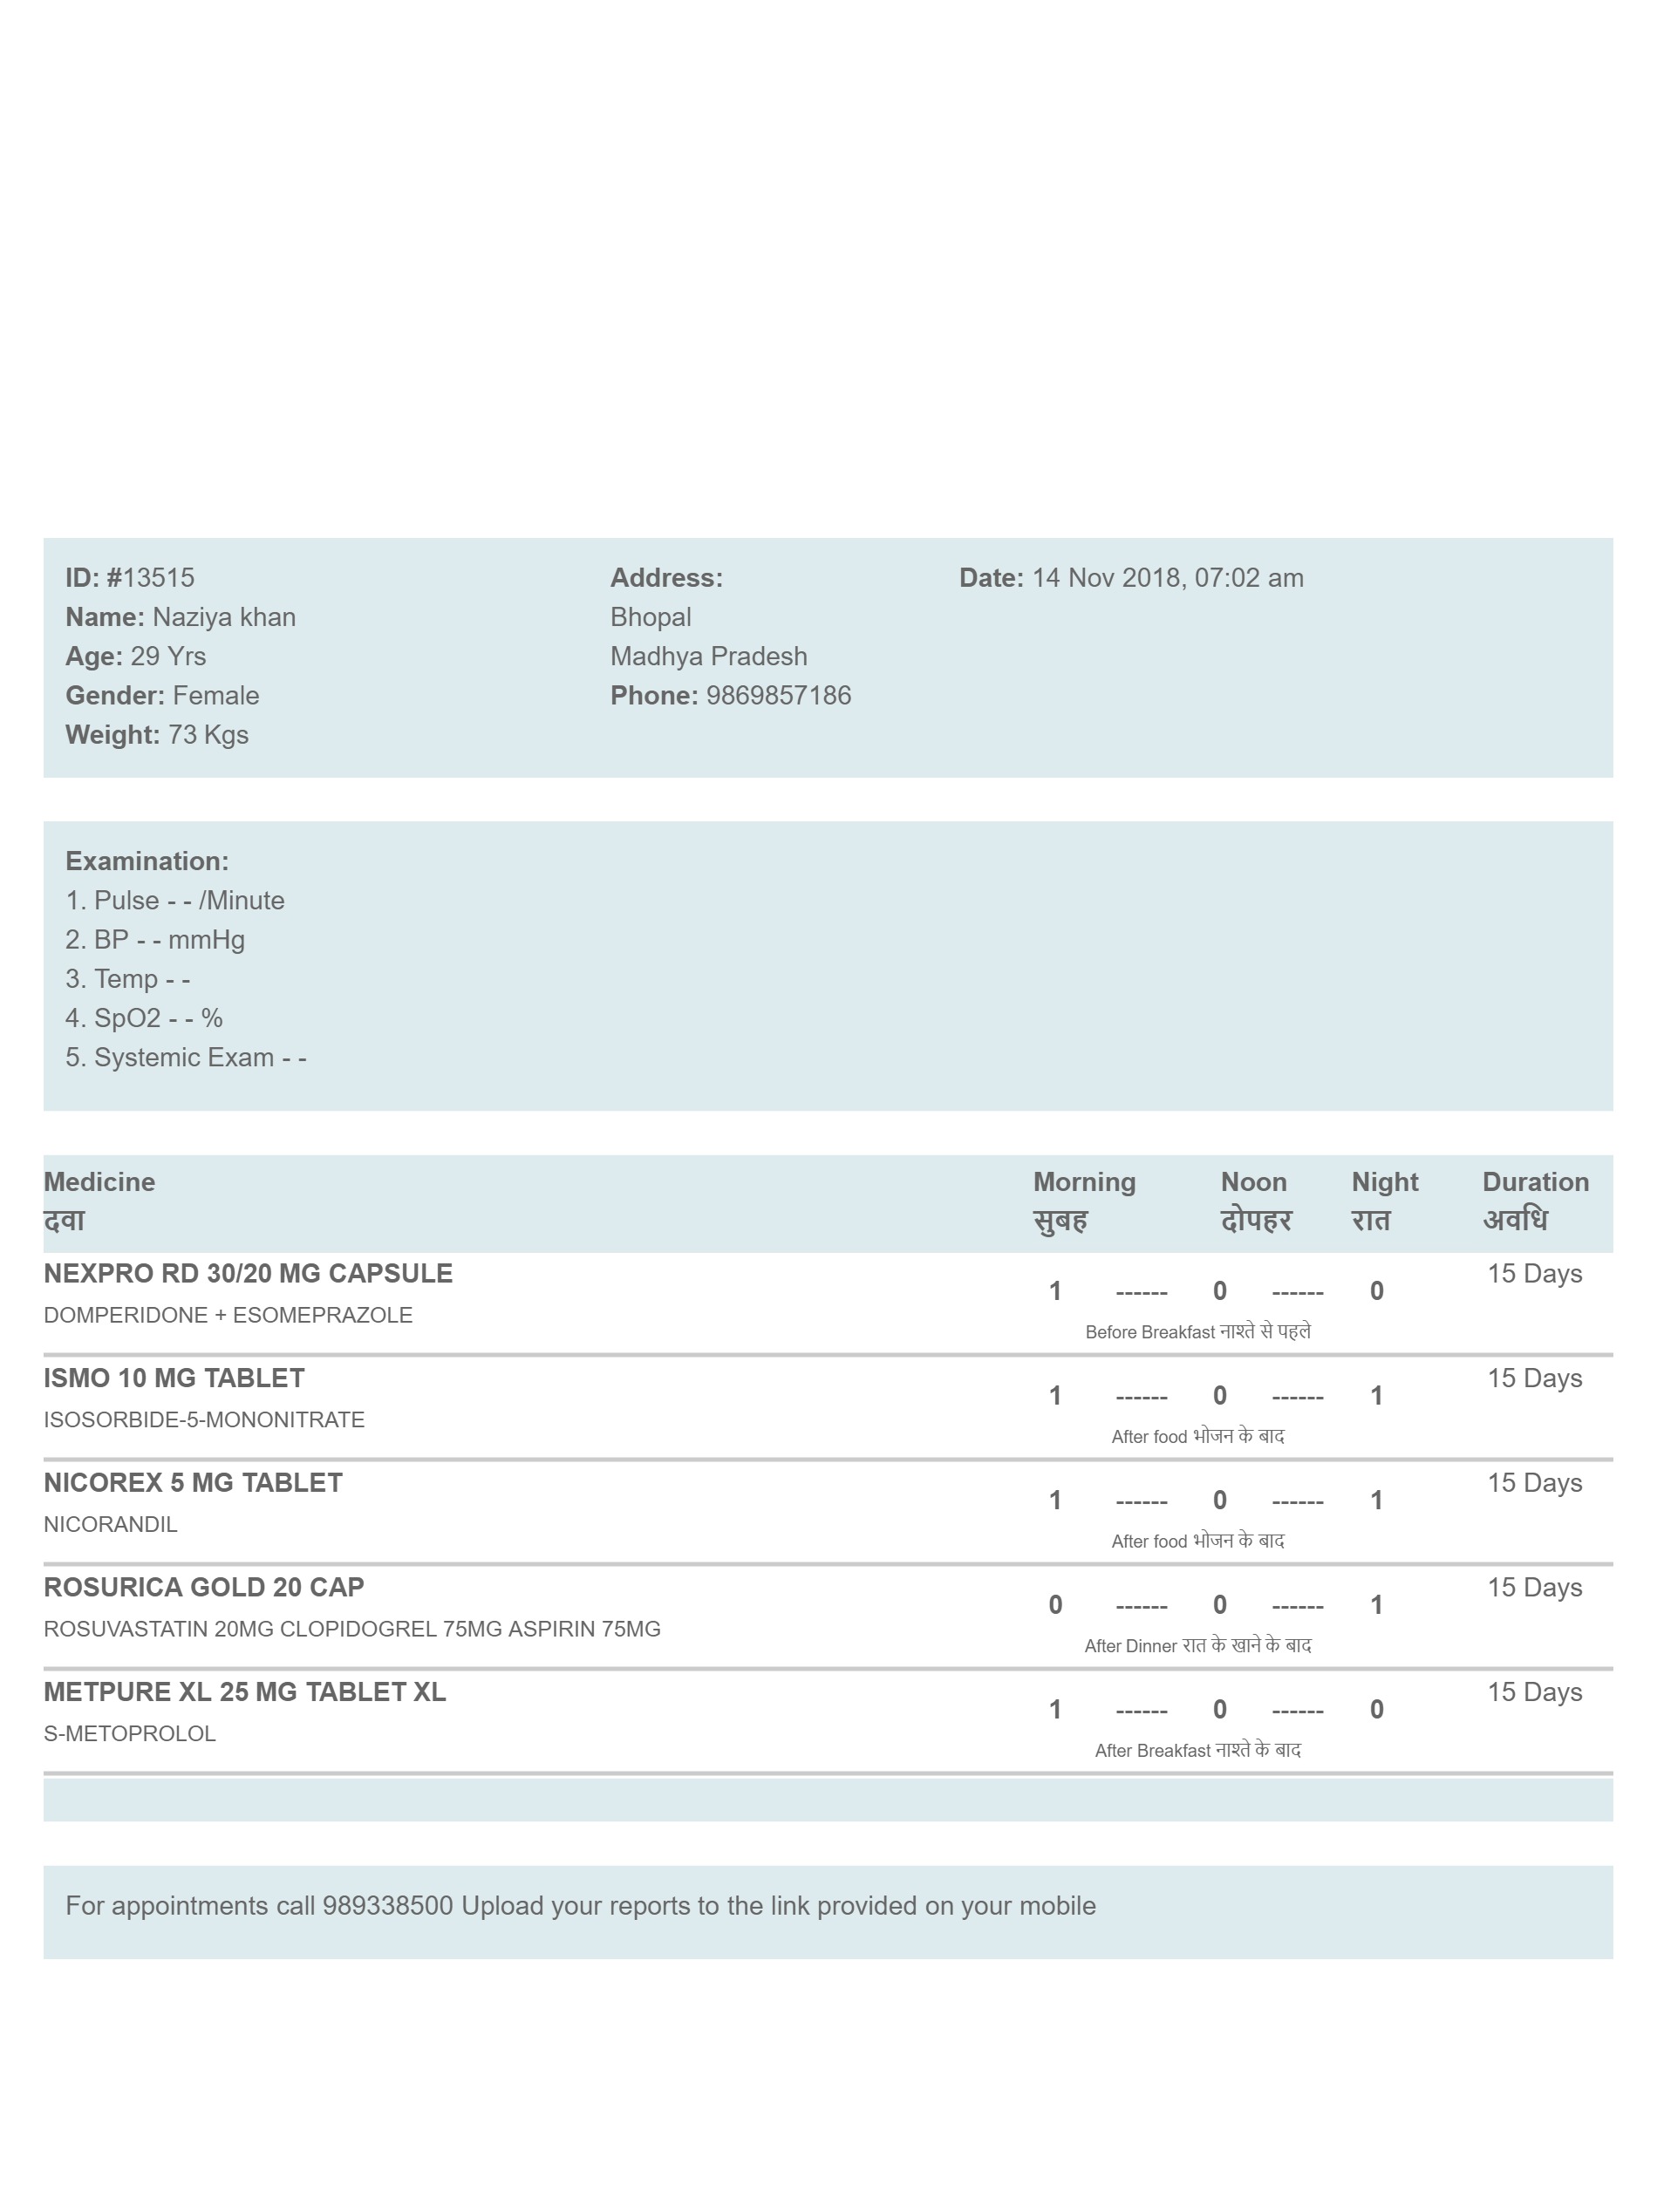 ID: #13515
Name: Naziya khan
Age: 29 Yrs
Gender: Female
Weight: 73 Kgs
Address:
Bhopal
Madhya Pradesh
Phone: 9869857186
Date: 14 Nov 2018, 07:02 am
Examination:
1. Pulse - - /Minute
2. BP - - mmHg
3. Temp - -
4. SpO2 - - %
5. Systemic Exam - -
Medicine Morning Noon Night Duration
दवा सुबह दोपहर रात अवधि
NEXPRO RD 30/20 MG CAPSULE 15 Days
1 ------ 0 ------ 0
DOMPERIDONE + ESOMEPRAZOLE
Before Breakfast नाश्ते से पहले
ISMO 10 MG TABLET 15 Days
1 ------ 0 ------ 1
ISOSORBIDE-5-MONONITRATE
After food भोजन के बाद
NICOREX 5 MG TABLET 15 Days
1 ------ 0 ------ 1
NICORANDIL
After food भोजन के बाद
ROSURICA GOLD 20 CAP 15 Days
0 ------ 0 ------ 1
ROSUVASTATIN 20MG CLOPIDOGREL 75MG ASPIRIN 75MG
After Dinner रात के खाने के बाद
METPURE XL 25 MG TABLET XL 15 Days
1 ------ 0 ------ 0
S-METOPROLOL
After Breakfast नाश्ते के बाद
For appointments call 989338500 Upload your reports to the link provided on your mobile